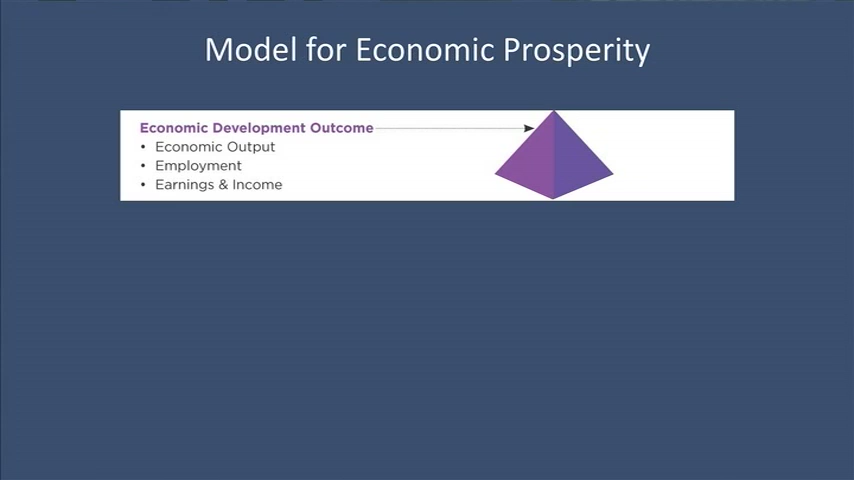 Model for Economic Prosperity
Economic Development Outcome
• Economic Output
• Employment
• Earnings & Income